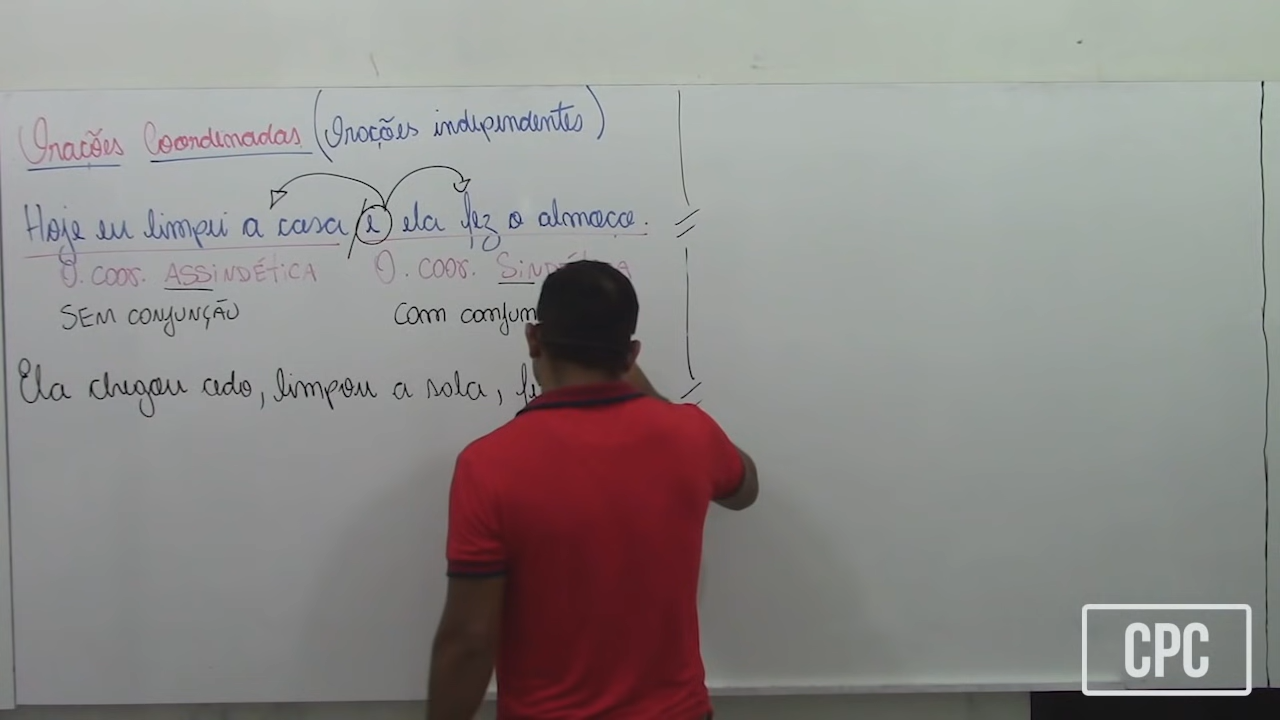 Orações Coordenadas (Orações independentes)
Hoje eu limpei a casa / e ela fez o almoço.
O. coor. ASSINDÉTICA O. coor.
SEM CONJUNÇÃO com
Ela chegou cedo, limpou a sala,
CPC